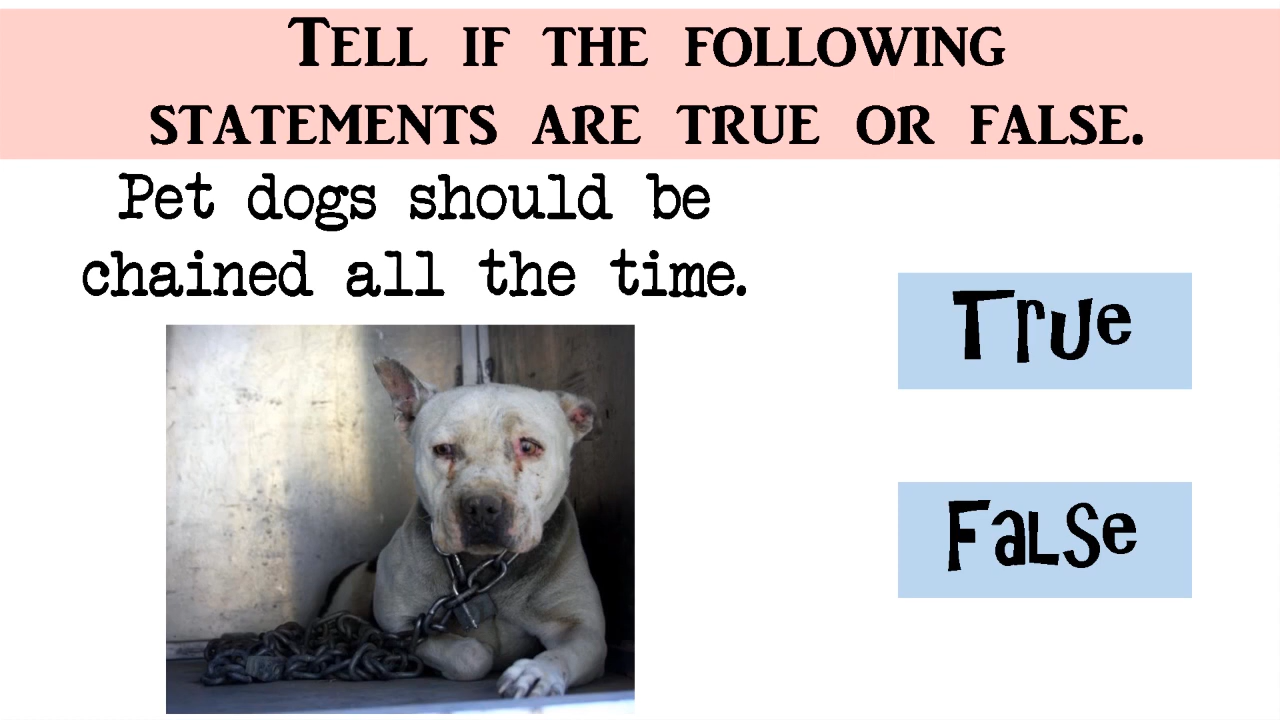 Tell if the following
statements are true or false.
Pet dogs should be
chained all the time.
True
False